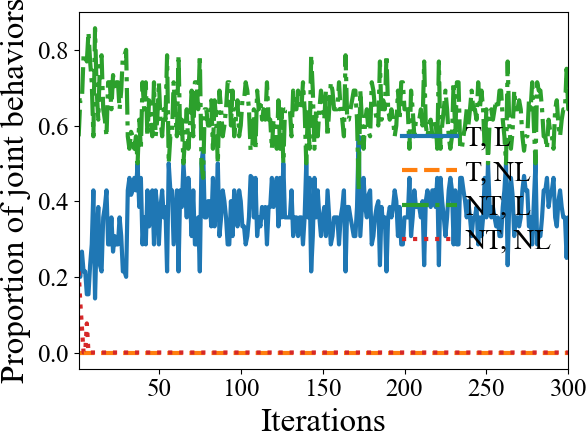 Proportion of joint behaviors
0.8
0.6
0.4
0.2
0.0
T, L
T, NL
NT, L
NT, NL
50
100
150
200
250
300
Iterations